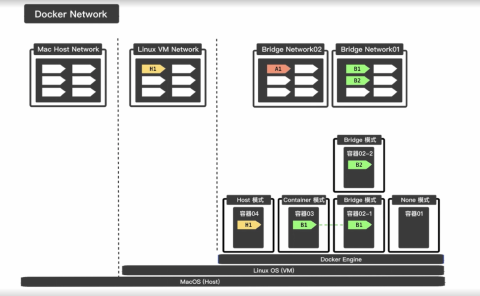 Docker Network
Mac Host Network
Linux VM Network
Bridge Network02
Bridge Network01
H1
A1
B1
B2
Bridge 模式
容器02-2
B2
Host 模式
Container 模式
Bridge 模式
None 模式
容器04
容器03
容器02-1
容器01
H1
B1
B1
Docker Engine
Linux OS (VM)
MacOS (Host)